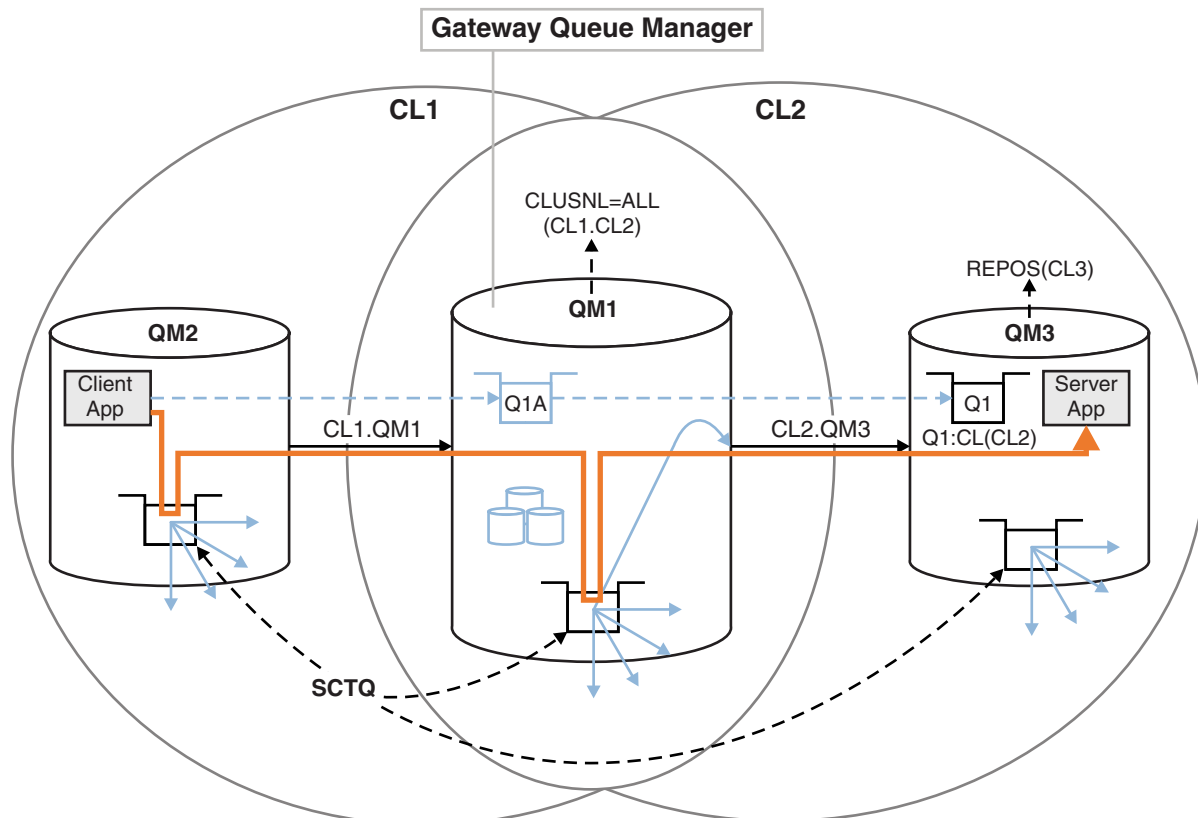 Gateway Queue Manager
CL1
CL2
CLUSNL=ALL
(CL1.CL2)
REPOS(CL3)
QM2
QM1
QM3
Client
App
Q1A
Q1
Server
App
CL1.QM1
CL2.QM3
Q1:CL(CL2)
SCTQ